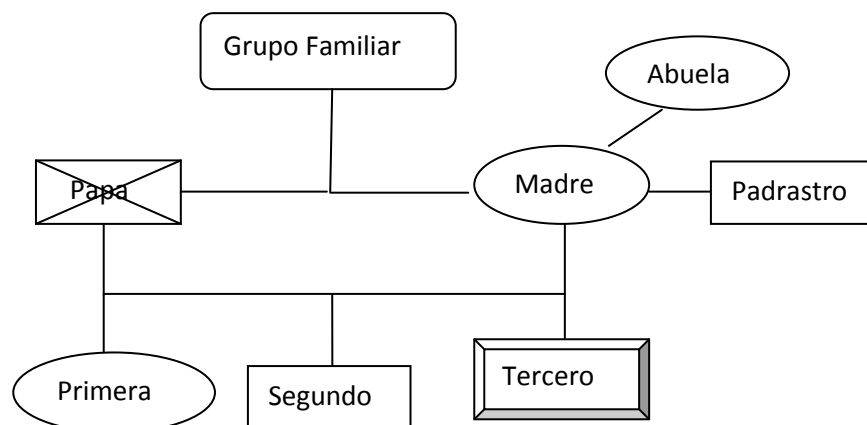 Grupo Familiar
Abuela
Papa
Madre
Padrastro
Primera
Segundo
Tercero